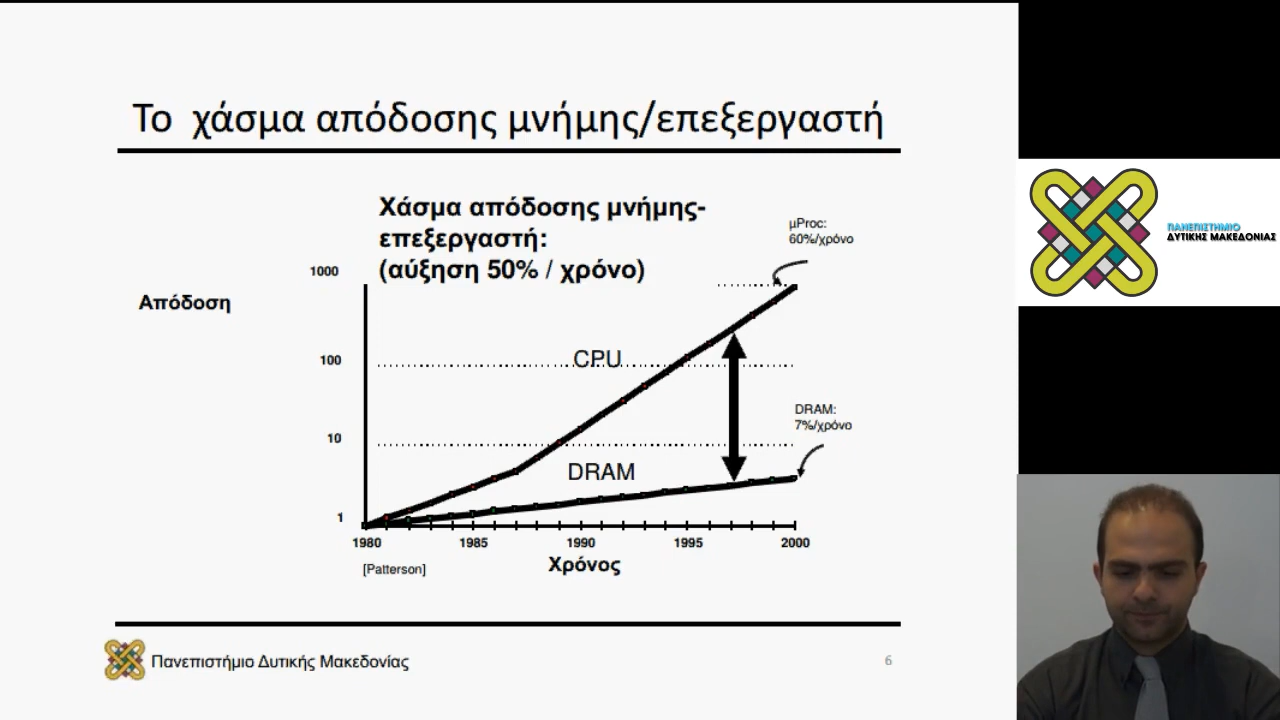 Το χάσμα απόδοσης μνήμης/επεξεργαστή
Χάσμα απόδοσης μνήμης-
επεξεργαστή:
(αύξηση 50% / χρόνο)
μProc:
60%/χρόνο
1000
Απόδοση
CPU
100
DRAM:
7%/χρόνο
10
DRAM
1
1980 1985 1990 1995 2000
Χρόνος
[Patterson]
Πανεπιστήμιο Δυτικής Μακεδονίας
6
ΠΑΝΕΠΙΣΤΗΜΙΟ
ΔΥΤΙΚΗΣ ΜΑΚΕΔΟΝΙΑΣ